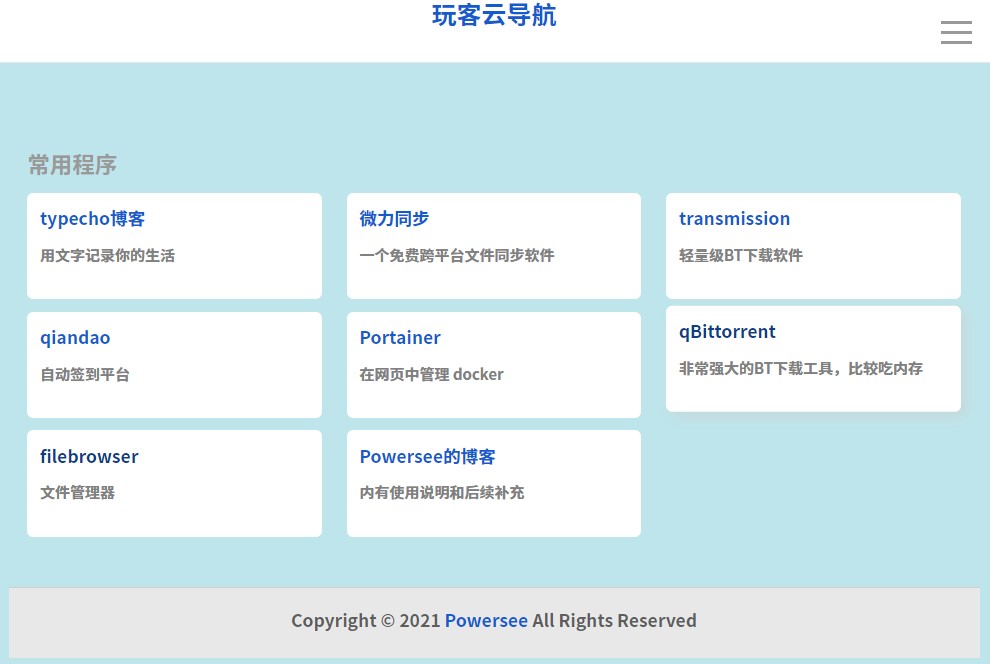 玩客云导航
常用程序
typecho博客
用文字记录你的生活
微力同步
一个免费跨平台文件同步软件
transmission
轻量级BT下载软件
qiandao
自动签到平台
Portainer
在网页中管理 docker
qBittorrent
非常强大的BT下载工具，比较吃内存
filebrowser
文件管理器
Powersee的博客
内有使用说明和后续补充
Copyright © 2021 Powersee All Rights Reserved